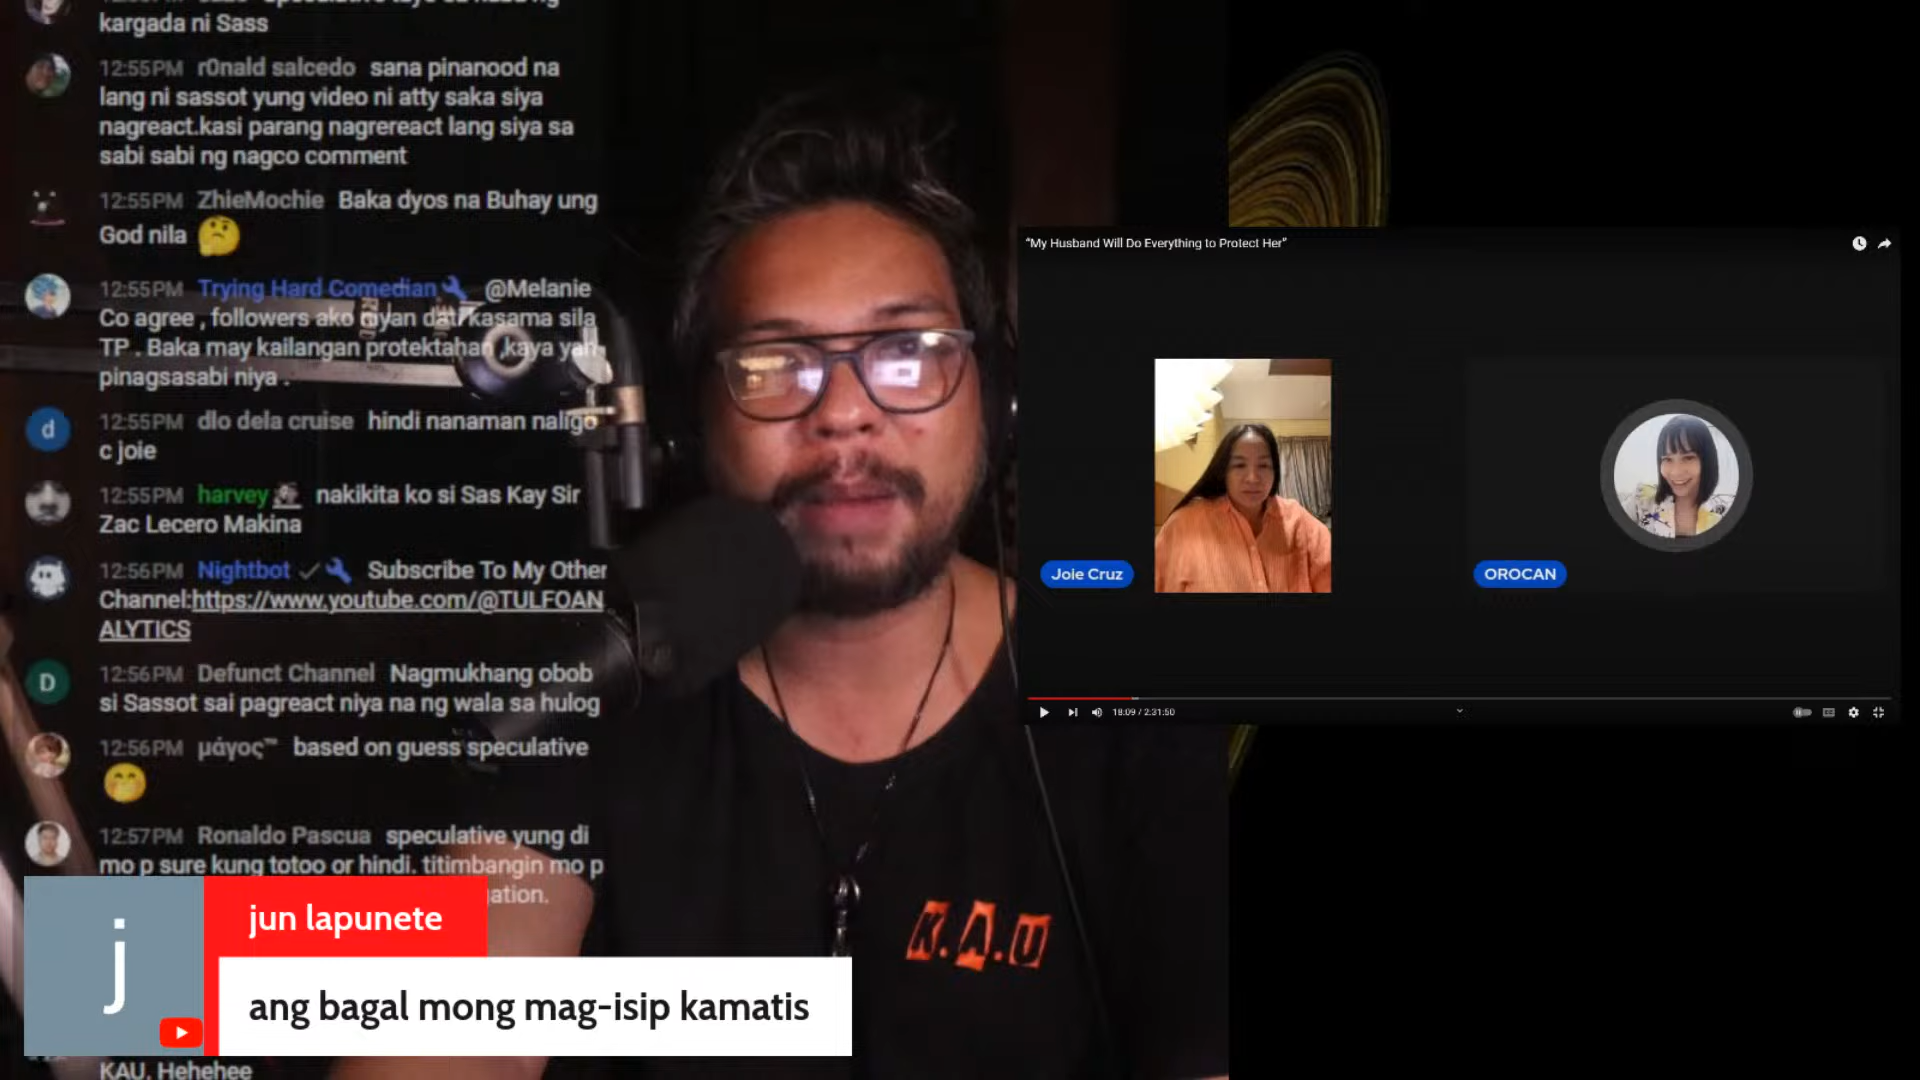 kargada ni Sass
12:55PM r0nald salcedo sana pinanood na
lang ni sassot yung video ni atty saka siya
nagreact.kasi parang nagrereact lang siya sa
sabi sabi ng nagco comment
12:55PM ZhieMochie Baka dyos na Buhay ung
God nila
12:55PM Trying Hard Comedian @Melanie
Co agree , followers ako niyan dati kasama sila
TP . Baka may kailangan protektahan ,kaya yan
pinagsasabi niya .
d
12:55PM dlo dela cruise hindi nanaman naligo
c joie
12:55PM harvey nakikita ko si Sas Kay Sir
Zac Lecero Makina
12:56PM Nightbot ✓ Subscribe To My Other
Channel:https://www.youtube.com/@TULFOAN
ALYTICS
D
12:56PM Defunct Channel Nagmukhang obob
si Sassot sai pagreact niya na ng wala sa hulog
12:56PM μάγος™ based on guess speculative
12:57PM Ronaldo Pascua speculative yung di
mo p sure kung totoo or hindi. titimbangin mo p
ation.
j
jun lapunete
ang bagal mong mag-isip kamatis
KAU. Hehehee
K.A.U
"My Husband Will Do Everything to Protect Her"
Joie Cruz
OROCAN
18:09 / 2:31:50